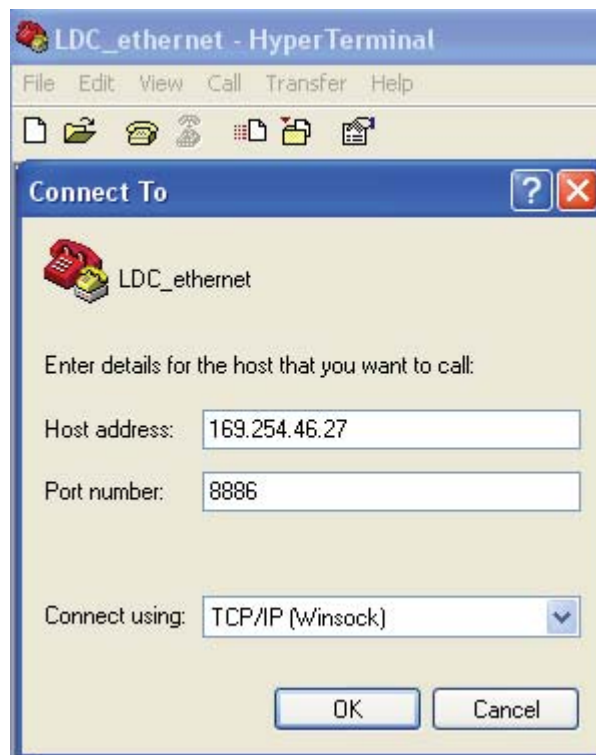 LDC_ethernet - HyperTerminal
File Edit View Call Transfer Help
Connect To
LDC_ethernet
Enter details for the host that you want to call:
Host address: 169.254.46.27
Port number: 8886
Connect using: TCP/IP (Winsock)
OK Cancel